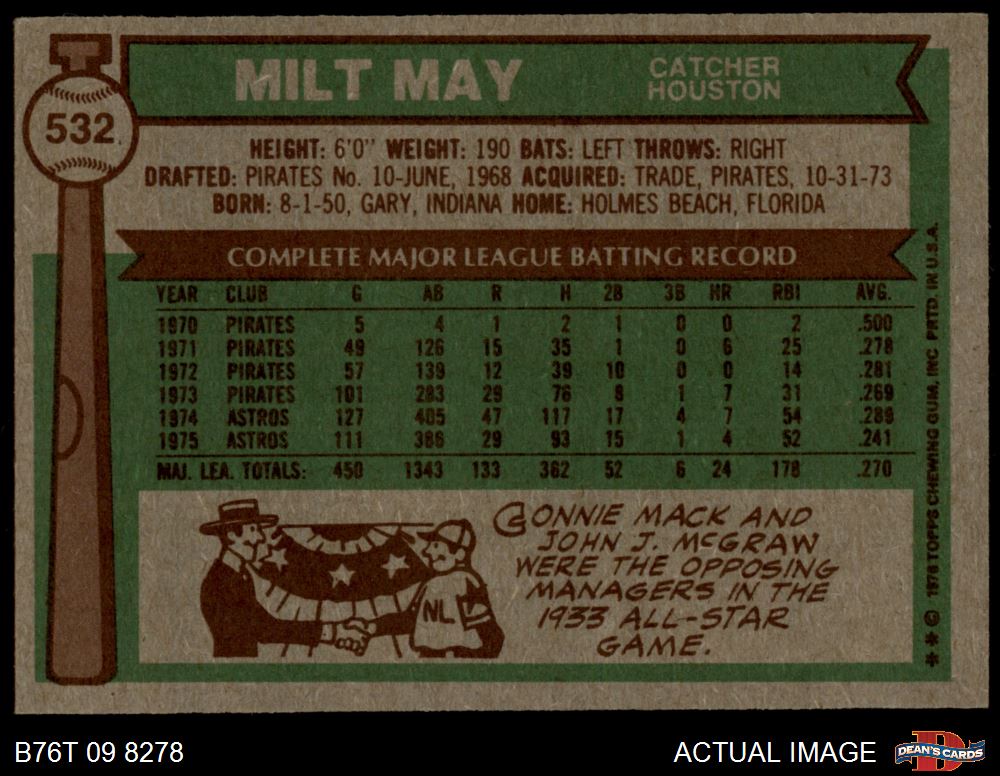 MILT MAY
CATCHER
HOUSTON
532
HEIGHT: 6'0" WEIGHT: 190 BATS: LEFT THROWS: RIGHT
DRAFTED: PIRATES No. 10-JUNE, 1968 ACQUIRED: TRADE, PIRATES, 10-31-73
BORN: 8-1-50, GARY, INDIANA HOME: HOLMES BEACH, FLORIDA
COMPLETE MAJOR LEAGUE BATTING RECORD
YEAR CLUB G AB R H 2B 3B HR RBI AVG.
1970 PIRATES 5 4 1 2 1 0 0 2 .500
1971 PIRATES 49 126 15 35 1 0 6 25 .278
1972 PIRATES 57 139 12 39 10 0 0 14 .281
1973 PIRATES 101 283 29 76 8 1 7 31 .269
1974 ASTROS 127 405 47 117 17 4 7 54 .289
1975 ASTROS 111 386 29 93 15 1 4 52 .241
MAJ. LEA. TOTALS: 450 1343 133 362 52 6 24 178 .270
CONNIE MACK AND
JOHN J. McGRAW
WERE THE OPPOSING
MANAGERS IN THE
1933 ALL-STAR
GAME.
NL
** © 1976 TOPPS CHEWING GUM, INC PRTD. IN U.S.A.
B76T 09 8278
ACTUAL IMAGE
DEAN'S CARDS